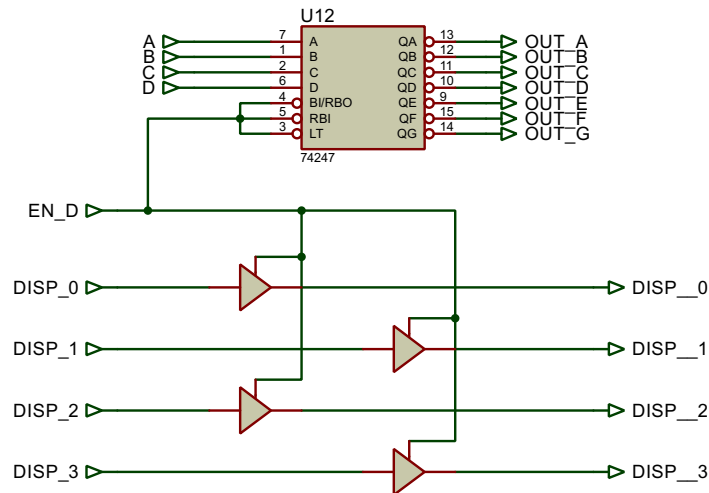 U12
A 7 A QA 13 OUT_A
B 1 B QB 12 OUT_B
C 2 C QC 11 OUT_C
D 6 D QD 10 OUT_D
4 BI/RBO QE 9 OUT_E
5 RBI QF 15 OUT_F
3 LT QG 14 OUT_G
74247
EN_D
DISP_0 DISP__0
DISP_1 DISP__1
DISP_2 DISP__2
DISP_3 DISP__3